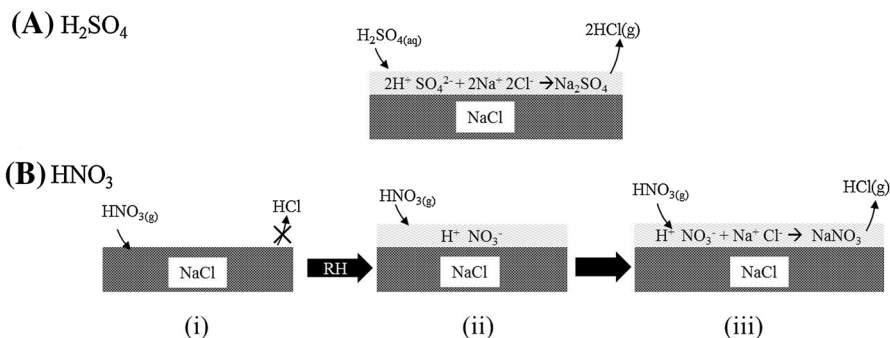 (A) H₂SO₄
H₂SO₄(aq)
2HCl(g)
2H⁺ SO₄²⁻ + 2Na⁺ 2Cl⁻ → Na₂SO₄
NaCl
(B) HNO₃
HNO₃(g)
HCl
NaCl
(i)
RH
HNO₃(g)
H⁺ NO₃⁻
NaCl
(ii)
HNO₃(g)
HCl(g)
H⁺ NO₃⁻ + Na⁺ Cl⁻ → NaNO₃
NaCl
(iii)